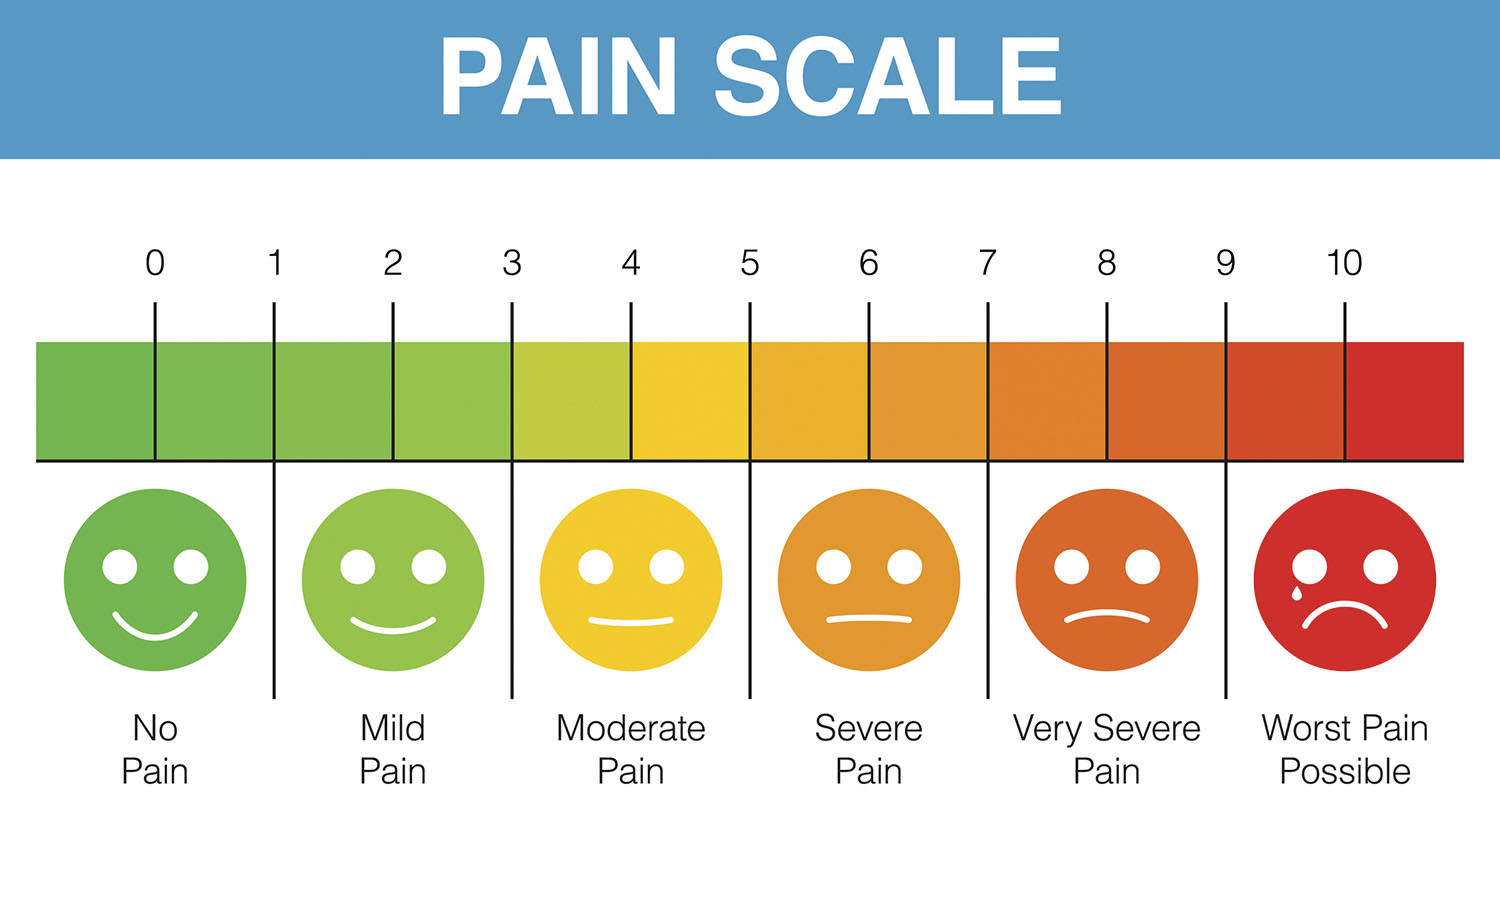 PAIN SCALE
0 1 2 3 4 5 6 7 8 9 10
No
Pain
Mild
Pain
Moderate
Pain
Severe
Pain
Very Severe
Pain
Worst Pain
Possible